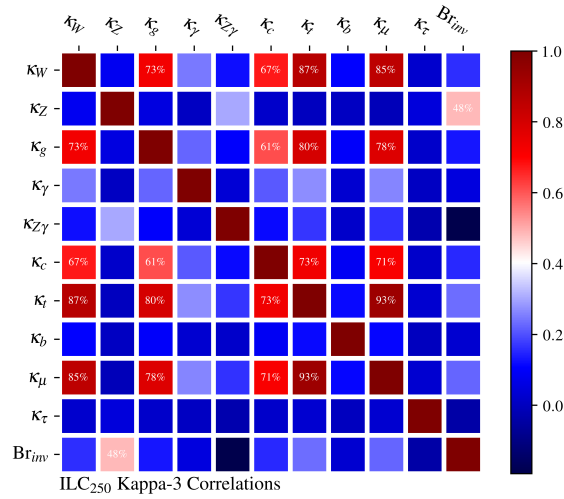 κW κZ κg κγ κZγ κc κt κb κμ κτ Brinv
κW 73% 67% 87% 85%
κZ 48%
κg 73% 61% 80% 78%
κγ
κZγ
κc 67% 61% 73% 71%
κt 87% 80% 73% 93%
κb
κμ 85% 78% 71% 93%
κτ
Brinv 48%
ILC250 Kappa-3 Correlations
1.0
0.8
0.6
0.4
0.2
0.0